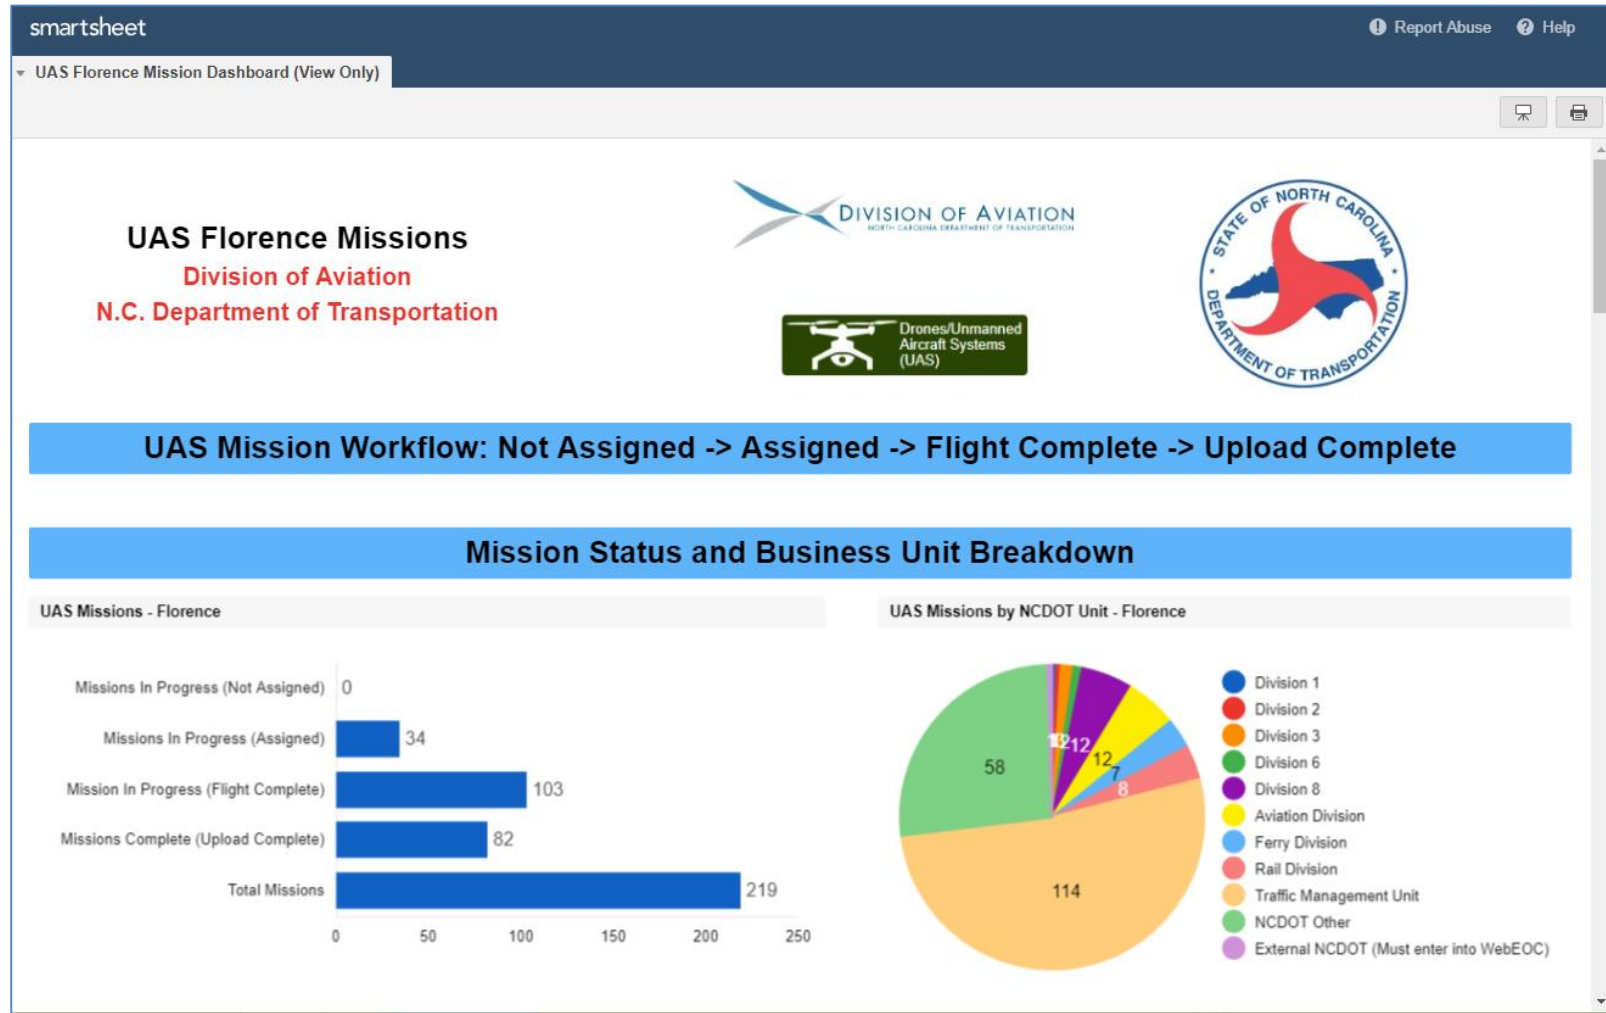 smartsheet
Report Abuse
Help
UAS Florence Mission Dashboard (View Only)
UAS Florence Missions
Division of Aviation
N.C. Department of Transportation
DIVISION OF AVIATION
NORTH CAROLINA DEPARTMENT OF TRANSPORTATION
Drones/Unmanned
Aircraft Systems
(UAS)
STATE OF NORTH CAROLINA
DEPARTMENT OF TRANSPORTATION
UAS Mission Workflow: Not Assigned -> Assigned -> Flight Complete -> Upload Complete
Mission Status and Business Unit Breakdown
UAS Missions - Florence
Missions In Progress (Not Assigned) 0
Missions In Progress (Assigned) 34
Mission In Progress (Flight Complete) 103
Missions Complete (Upload Complete) 82
Total Missions 219
0 50 100 150 200 250
UAS Missions by NCDOT Unit - Florence
12
12
7
8
58
114
Division 1
Division 2
Division 3
Division 6
Division 8
Aviation Division
Ferry Division
Rail Division
Traffic Management Unit
NCDOT Other
External NCDOT (Must enter into WebEOC)